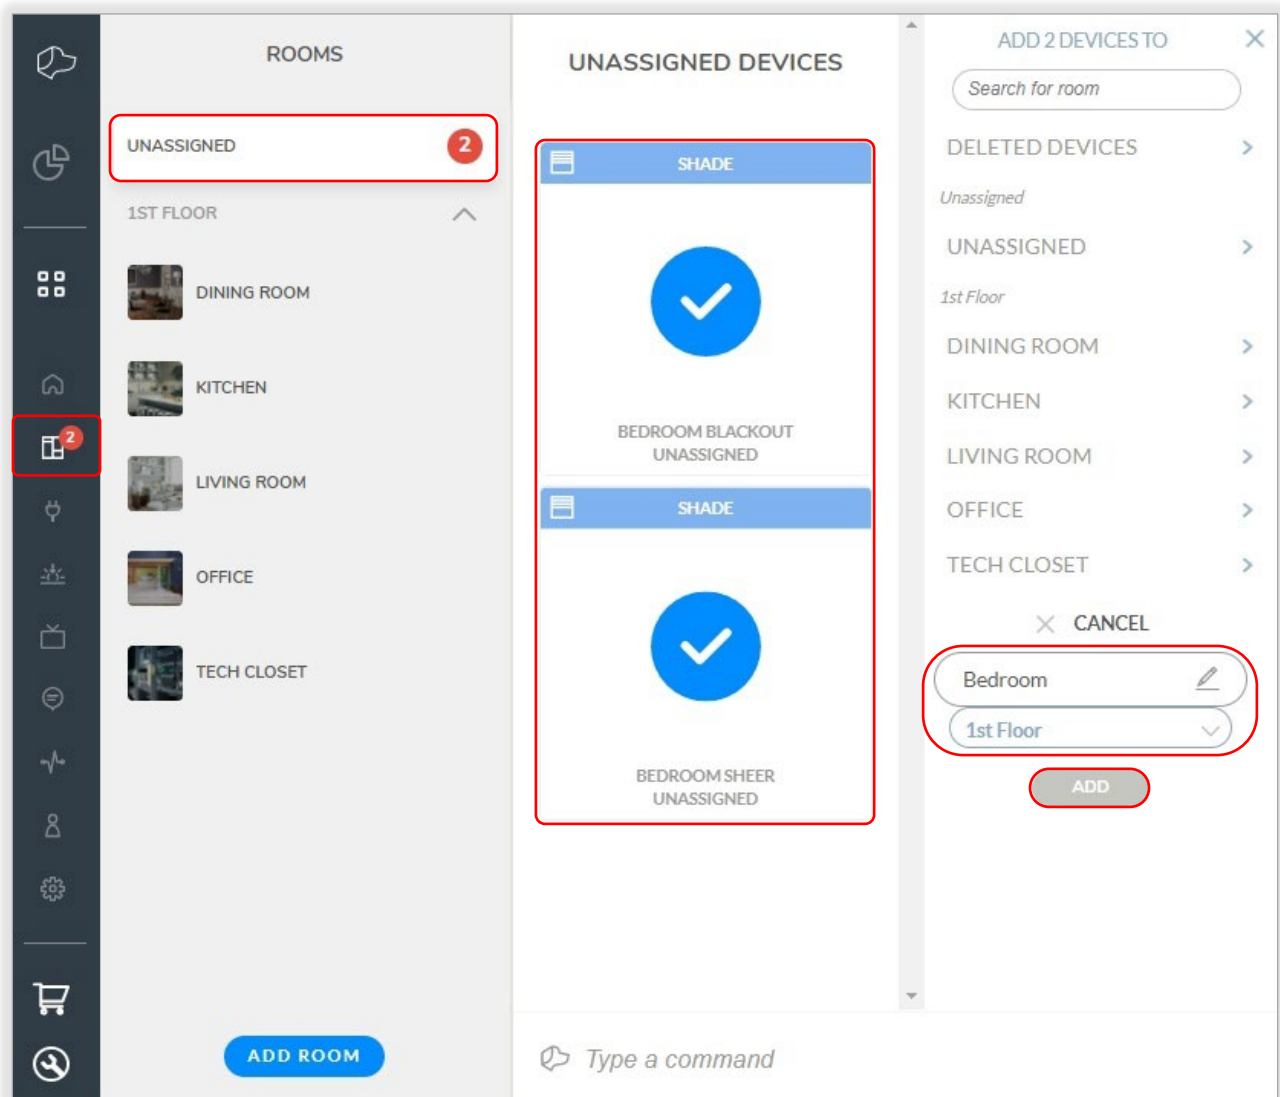 ROOMS
UNASSIGNED
2
1ST FLOOR
DINING ROOM
KITCHEN
LIVING ROOM
OFFICE
TECH CLOSET
ADD ROOM
2
UNASSIGNED DEVICES
SHADE
BEDROOM BLACKOUT
UNASSIGNED
SHADE
BEDROOM SHEER
UNASSIGNED
Type a command
ADD 2 DEVICES TO
Search for room
DELETED DEVICES
Unassigned
UNASSIGNED
1st Floor
DINING ROOM
KITCHEN
LIVING ROOM
OFFICE
TECH CLOSET
CANCEL
Bedroom
1st Floor
ADD